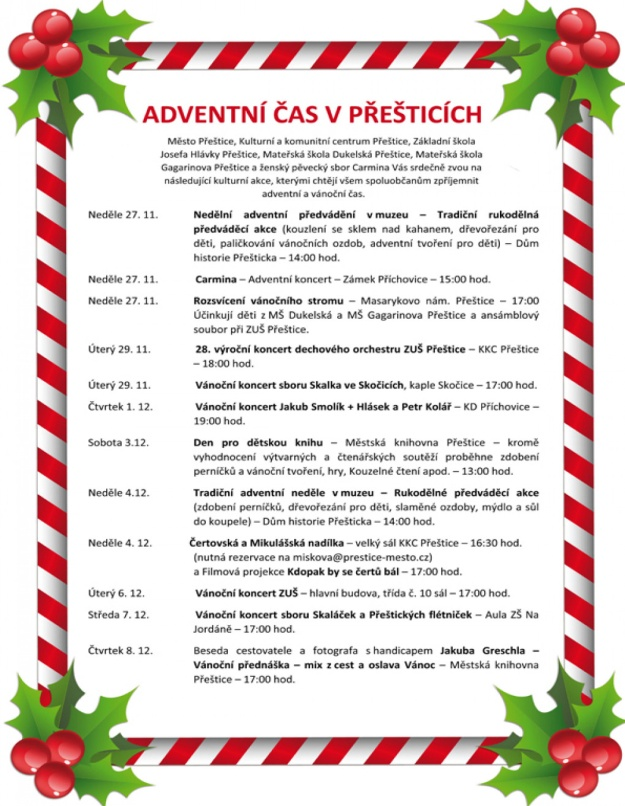 ADVENTNÍ ČAS V PŘEŠTICÍCH
Město Přeštice, Kulturní a komunitní centrum Přeštice, Základní škola
Josefa Hlávky Přeštice, Mateřská škola Dukelská Přeštice, Mateřská škola
Gagarinova Přeštice a ženský pěvecký sbor Carmina Vás srdečně zvou na
následující kulturní akce, kterými chtějí všem spoluobčanům zpříjemnit
adventní a vánoční čas.
Neděle 27. 11. Nedělní adventní předvádění v muzeu – Tradiční rukodělná
předváděcí akce (kouzlení se sklem nad kahanem, dřevořezání pro
děti, paličkování vánočních ozdob, adventní tvoření pro děti) – Dům
historie Přešticka – 14:00 hod.
Neděle 27. 11. Carmina – Adventní koncert – Zámek Příchovice – 15:00 hod.
Neděle 27. 11. Rozsvícení vánočního stromu – Masarykovo nám. Přeštice – 17:00
Účinkují děti z MŠ Dukelská a MŠ Gagarinova Přeštice a ansámblový
soubor při ZUŠ Přeštice.
Úterý 29. 11. 28. výroční koncert dechového orchestru ZUŠ Přeštice – KKC Přeštice
– 18:00 hod.
Úterý 29. 11. Vánoční koncert sboru Skalka ve Skočicích, kaple Skočice – 17:00 hod.
Čtvrtek 1. 12. Vánoční koncert Jakub Smolík + Hlásek a Petr Kolář – KD Příchovice –
19:00 hod.
Sobota 3.12. Den pro dětskou knihu – Městská knihovna Přeštice – kromě
vyhodnocení výtvarných a čtenářských soutěží proběhne zdobení
perníčků a vánoční tvoření, hry, Kouzelné čtení apod. – 13:00 hod.
Neděle 4.12. Tradiční adventní neděle v muzeu – Rukodělné předváděcí akce
(zdobení perníčků, dřevořezání pro děti, slaměné ozdoby, mýdlo a sůl
do koupele) – Dům historie Přešticka – 14:00 hod.
Neděle 4. 12. Čertovská a Mikulášská nadílka – velký sál KKC Přeštice – 16:30 hod.
(nutná rezervace na miskova@prestice-mesto.cz)
a Filmová projekce Kdopak by se čertů bál – 17:00 hod.
Úterý 6. 12. Vánoční koncert ZUŠ – hlavní budova, třída č. 10 sál – 17:00 hod.
Středa 7. 12. Vánoční koncert sboru Skaláček a Přeštických flétniček – Aula ZŠ Na
Jordáně – 17:00 hod.
Čtvrtek 8. 12. Beseda cestovatele a fotografa s handicapem Jakuba Greschla –
Vánoční přednáška – mix z cest a oslava Vánoc – Městská knihovna
Přeštice – 17:00 hod.